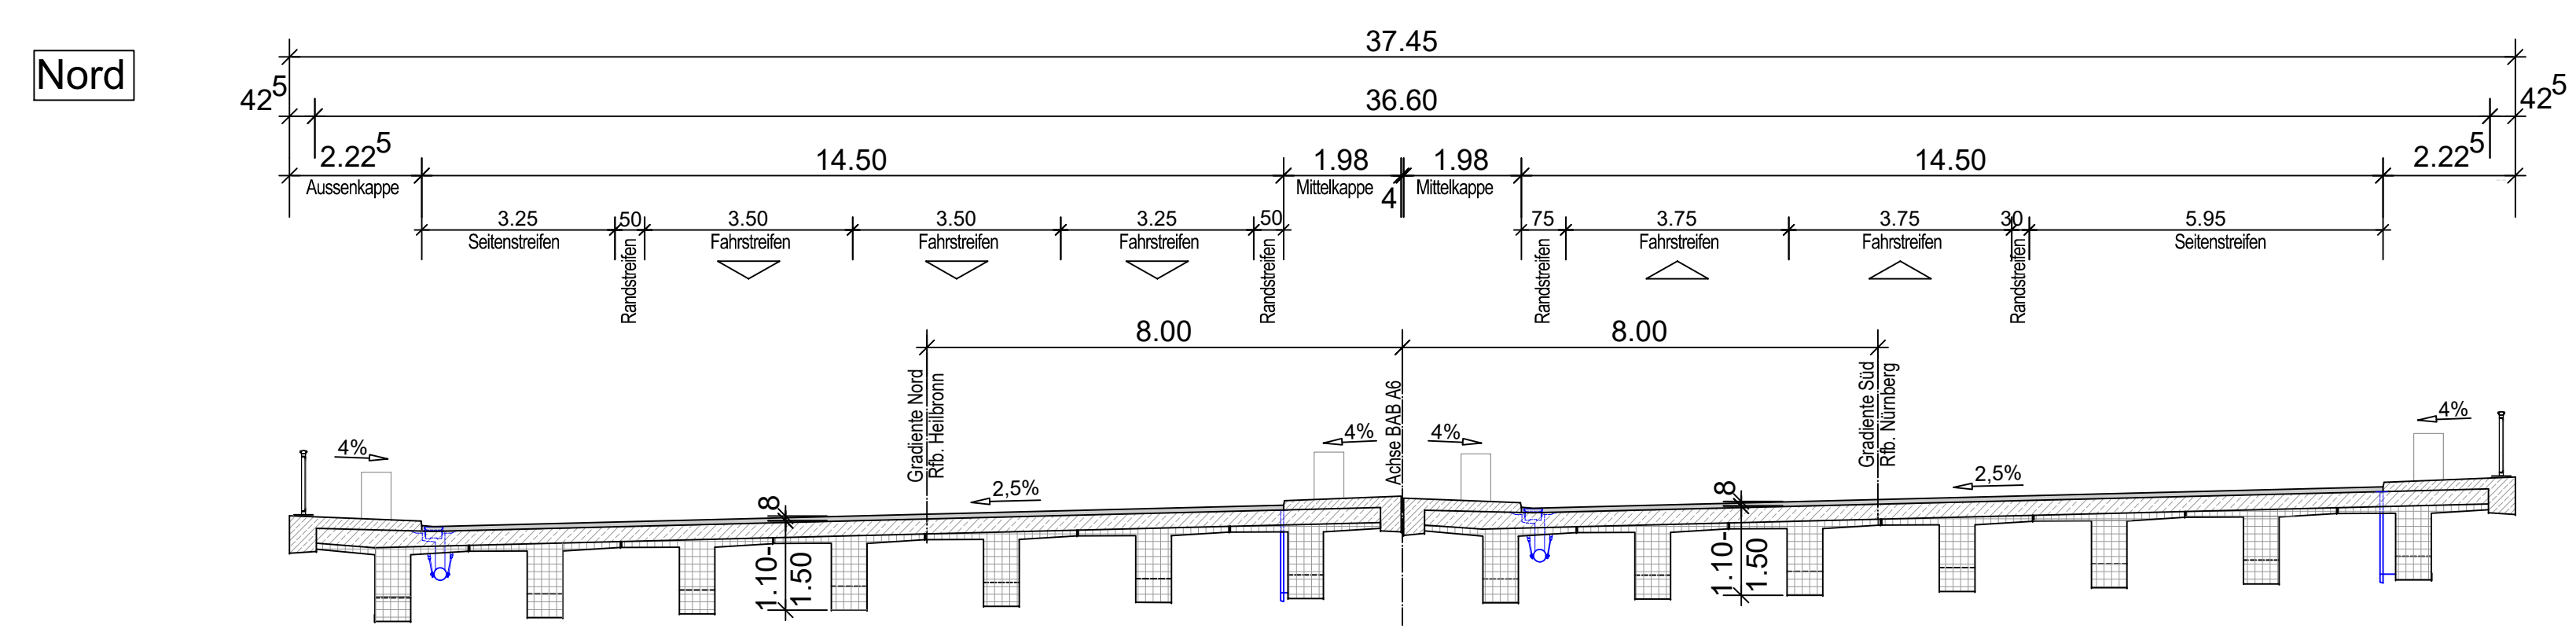 37.45
Nord
42⁵ 36.60 42⁵
2.22⁵ 14.50 1.98 4 1.98 14.50 2.22⁵
Aussenkappe Mittelkappe Mittelkappe
3.25 50 3.50 3.50 3.25 50 75 3.75 3.75 30 5.95
Seitenstreifen Randstreifen Fahrstreifen Fahrstreifen Fahrstreifen Randstreifen Randstreifen Fahrstreifen Fahrstreifen Randstreifen Seitenstreifen
8.00 8.00
Gradiente Nord
Rfb. Heilbronn
Achse BAB A6
Gradiente Süd
Rfb. Nürnberg
4% 4% 4% 4%
2,5% 2,5%
8 8
1.10-
1.50
1.10-
1.50